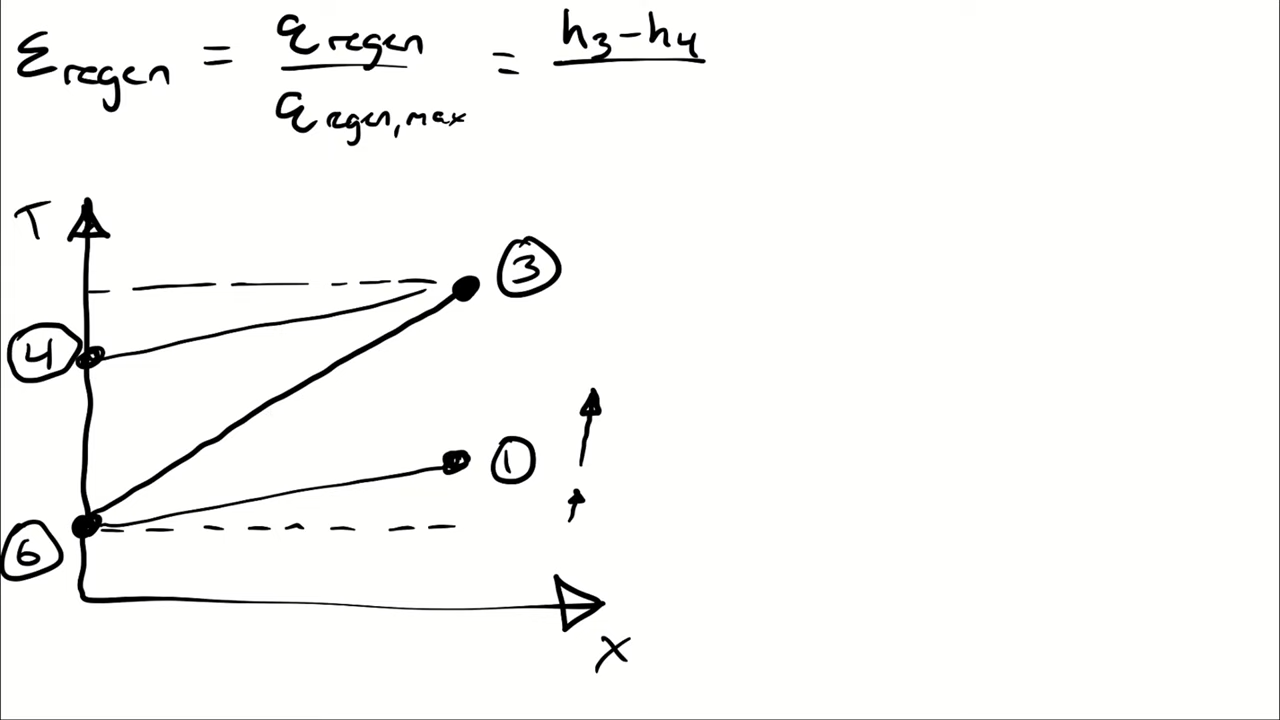 εregen = qregen / qregen,max = h3-h4
T
3
4
1
6
x